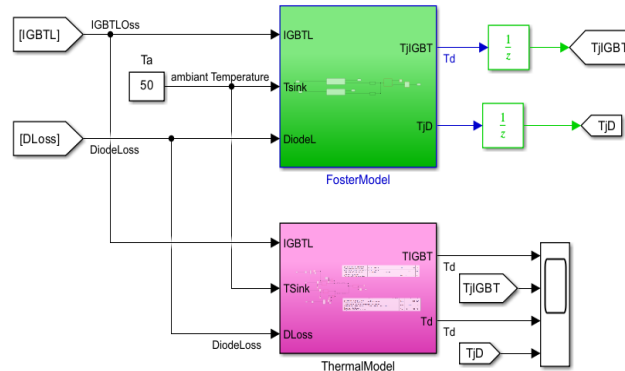 [IGBTL]
IGBTLOss
IGBTL
TjIGBT
Td
1
z
TjIGBT
Ta
50
ambiant Temperature
Tsink
[DLoss]
DiodeLoss
DiodeL
TjD
1
z
TjD
FosterModel
IGBTL
TIGBT
Td
TSink
TjIGBT
Td
Td
DLoss
DiodeLoss
TjD
ThermalModel